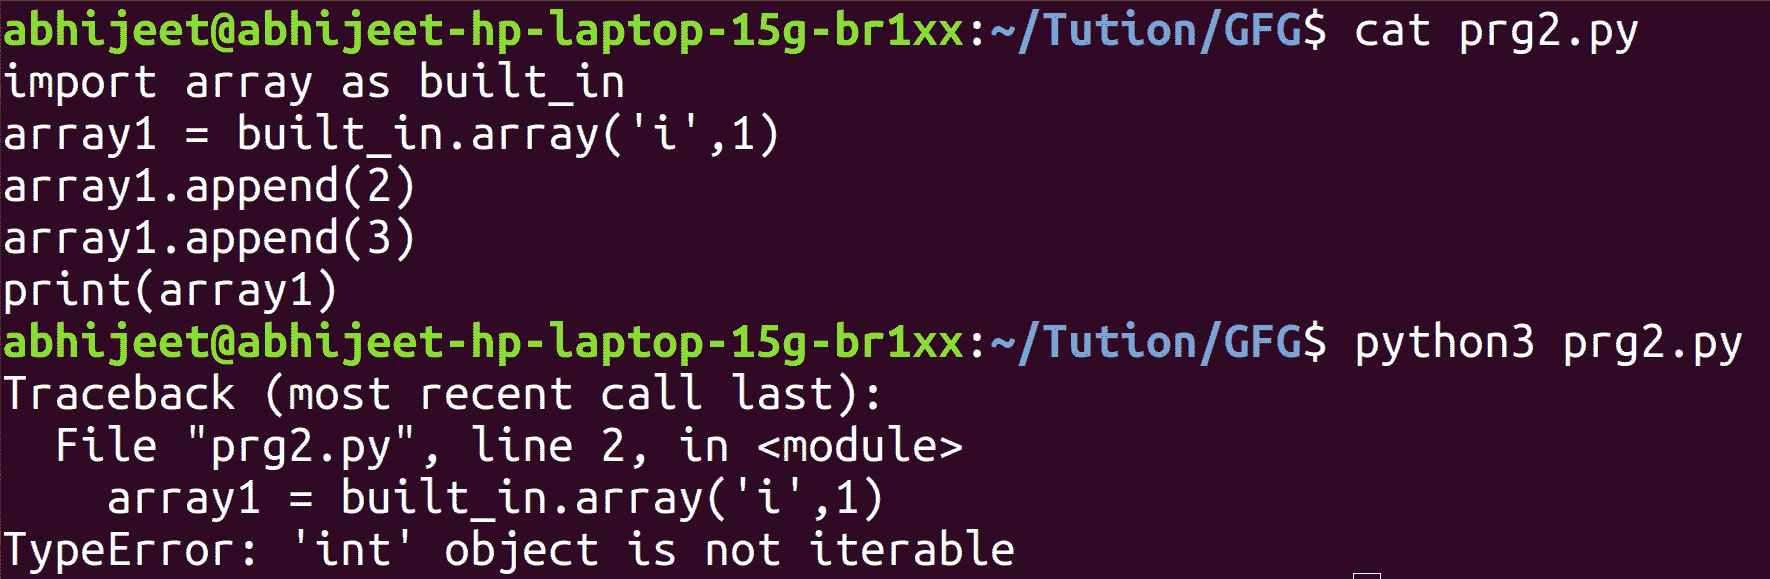 abhijeet@abhijeet-hp-laptop-15g-br1xx:~/Tution/GFG$ cat prg2.py
import array as built_in
array1 = built_in.array('i',1)
array1.append(2)
array1.append(3)
print(array1)
abhijeet@abhijeet-hp-laptop-15g-br1xx:~/Tution/GFG$ python3 prg2.py
Traceback (most recent call last):
  File "prg2.py", line 2, in <module>
    array1 = built_in.array('i',1)
TypeError: 'int' object is not iterable